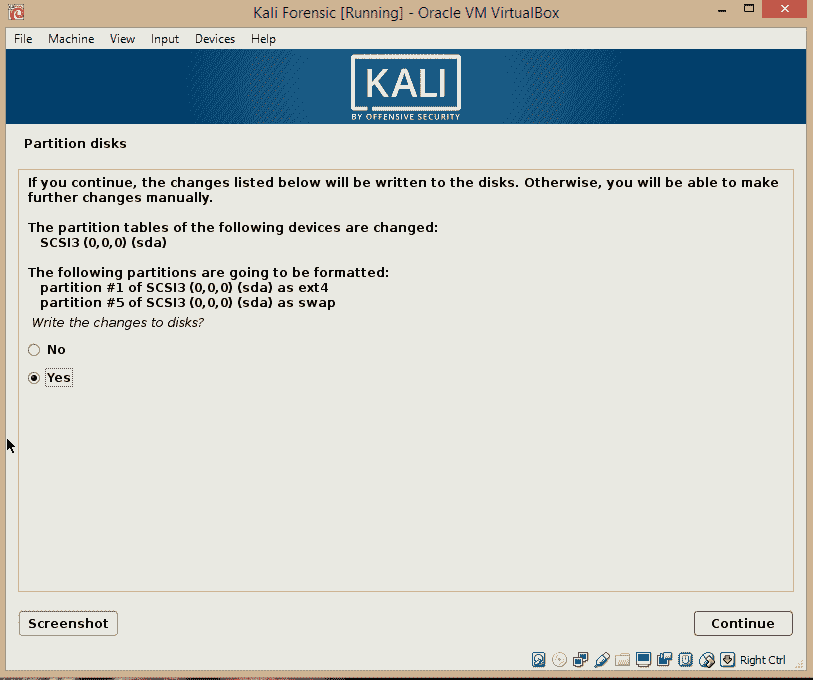 Kali Forensic [Running] - Oracle VM VirtualBox
File Machine View Input Devices Help
KALI
BY OFFENSIVE SECURITY
Partition disks
If you continue, the changes listed below will be written to the disks. Otherwise, you will be able to make
further changes manually.
The partition tables of the following devices are changed:
SCSI3 (0,0,0) (sda)
The following partitions are going to be formatted:
partition #1 of SCSI3 (0,0,0) (sda) as ext4
partition #5 of SCSI3 (0,0,0) (sda) as swap
Write the changes to disks?
No
Yes
Screenshot
Continue
Right Ctrl